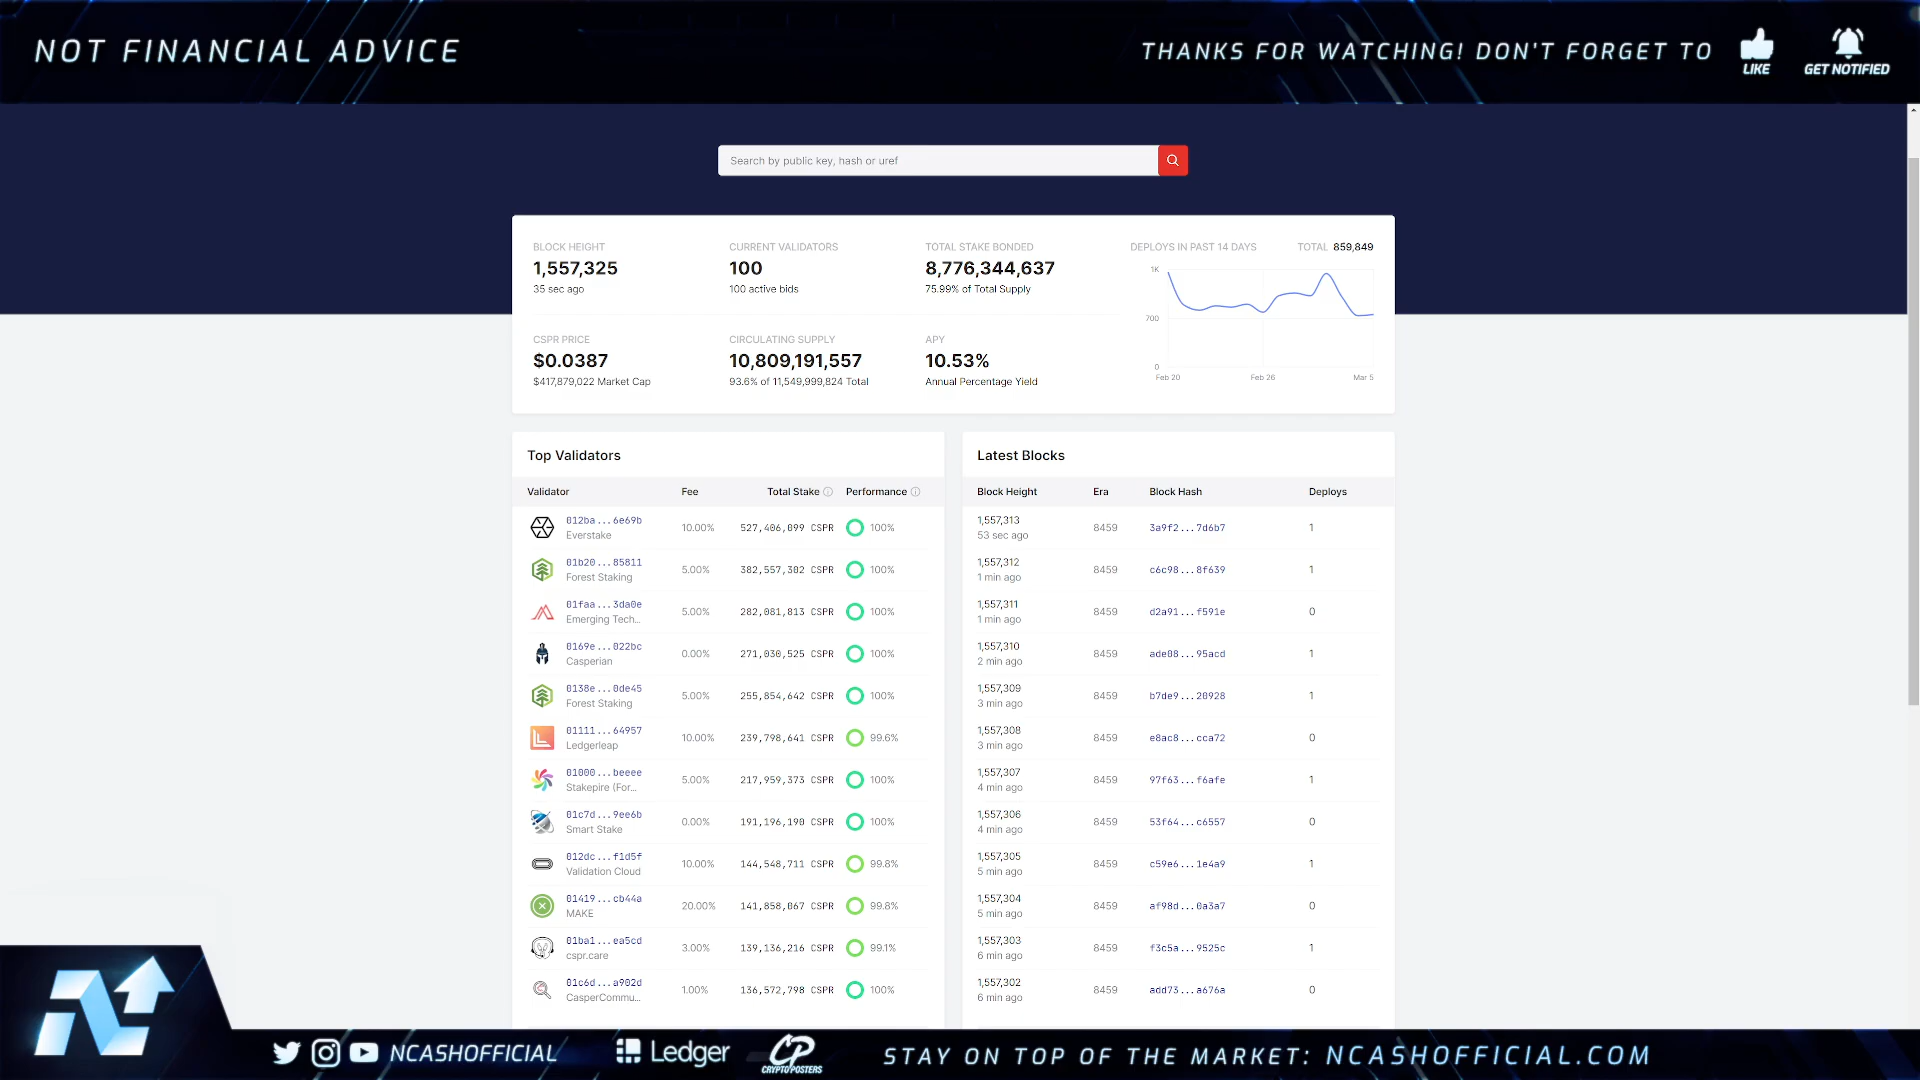 NOT FINANCIAL ADVICE
THANKS FOR WATCHING! DON'T FORGET TO
LIKE
GET NOTIFIED
Search by public key, hash or uref
BLOCK HEIGHT
1,557,325
35 sec ago
CURRENT VALIDATORS
100
100 active bids
TOTAL STAKE BONDED
8,776,344,637
75.99% of Total Supply
DEPLOYS IN PAST 14 DAYS
TOTAL 859,849
1K
700
0
Feb 20
Feb 26
Mar 5
CSPR PRICE
$0.0387
$417,879,022 Market Cap
CIRCULATING SUPPLY
10,809,191,557
93.6% of 11,549,999,824 Total
APY
10.53%
Annual Percentage Yield
Top Validators
Validator Fee Total Stake Performance
012ba...6e69b
Everstake
10.00% 527,406,099 CSPR 100%
01b20...85811
Forest Staking
5.00% 382,557,302 CSPR 100%
01faa...3da0e
Emerging Tech...
5.00% 282,081,813 CSPR 100%
0169e...022bc
Casperian
0.00% 271,030,525 CSPR 100%
0138e...0de45
Forest Staking
5.00% 255,854,642 CSPR 100%
01111...64957
Ledgerleap
10.00% 239,798,641 CSPR 99.6%
01000...beeee
Stakepire (For...
5.00% 217,959,373 CSPR 100%
01c7d...9ee6b
Smart Stake
0.00% 191,196,190 CSPR 100%
012dc...f1d5f
Validation Cloud
10.00% 144,548,711 CSPR 99.8%
01419...cb44a
MAKE
20.00% 141,858,067 CSPR 99.8%
01ba1...ea5cd
cspr.care
3.00% 139,136,216 CSPR 99.1%
01c6d...a902d
CasperCommu...
1.00% 136,572,798 CSPR 100%
Latest Blocks
Block Height Era Block Hash Deploys
1,557,313
53 sec ago
8459 3a9f2...7d6b7 1
1,557,312
1 min ago
8459 c6c98...8f639 1
1,557,311
1 min ago
8459 d2a91...f591e 0
1,557,310
2 min ago
8459 ade08...95acd 1
1,557,309
3 min ago
8459 b7de9...20928 1
1,557,308
3 min ago
8459 e8ac8...cca72 0
1,557,307
4 min ago
8459 97f63...f6afe 1
1,557,306
4 min ago
8459 53f64...c6557 0
1,557,305
5 min ago
8459 c59e6...1e4a9 1
1,557,304
5 min ago
8459 af98d...0a3a7 0
1,557,303
6 min ago
8459 f3c5a...9525c 1
1,557,302
6 min ago
8459 add73...a676a 0
NCASHOFFICIAL
Ledger
CP
CRYPTOPOSTERS
STAY ON TOP OF THE MARKET: NCASHOFFICIAL.COM